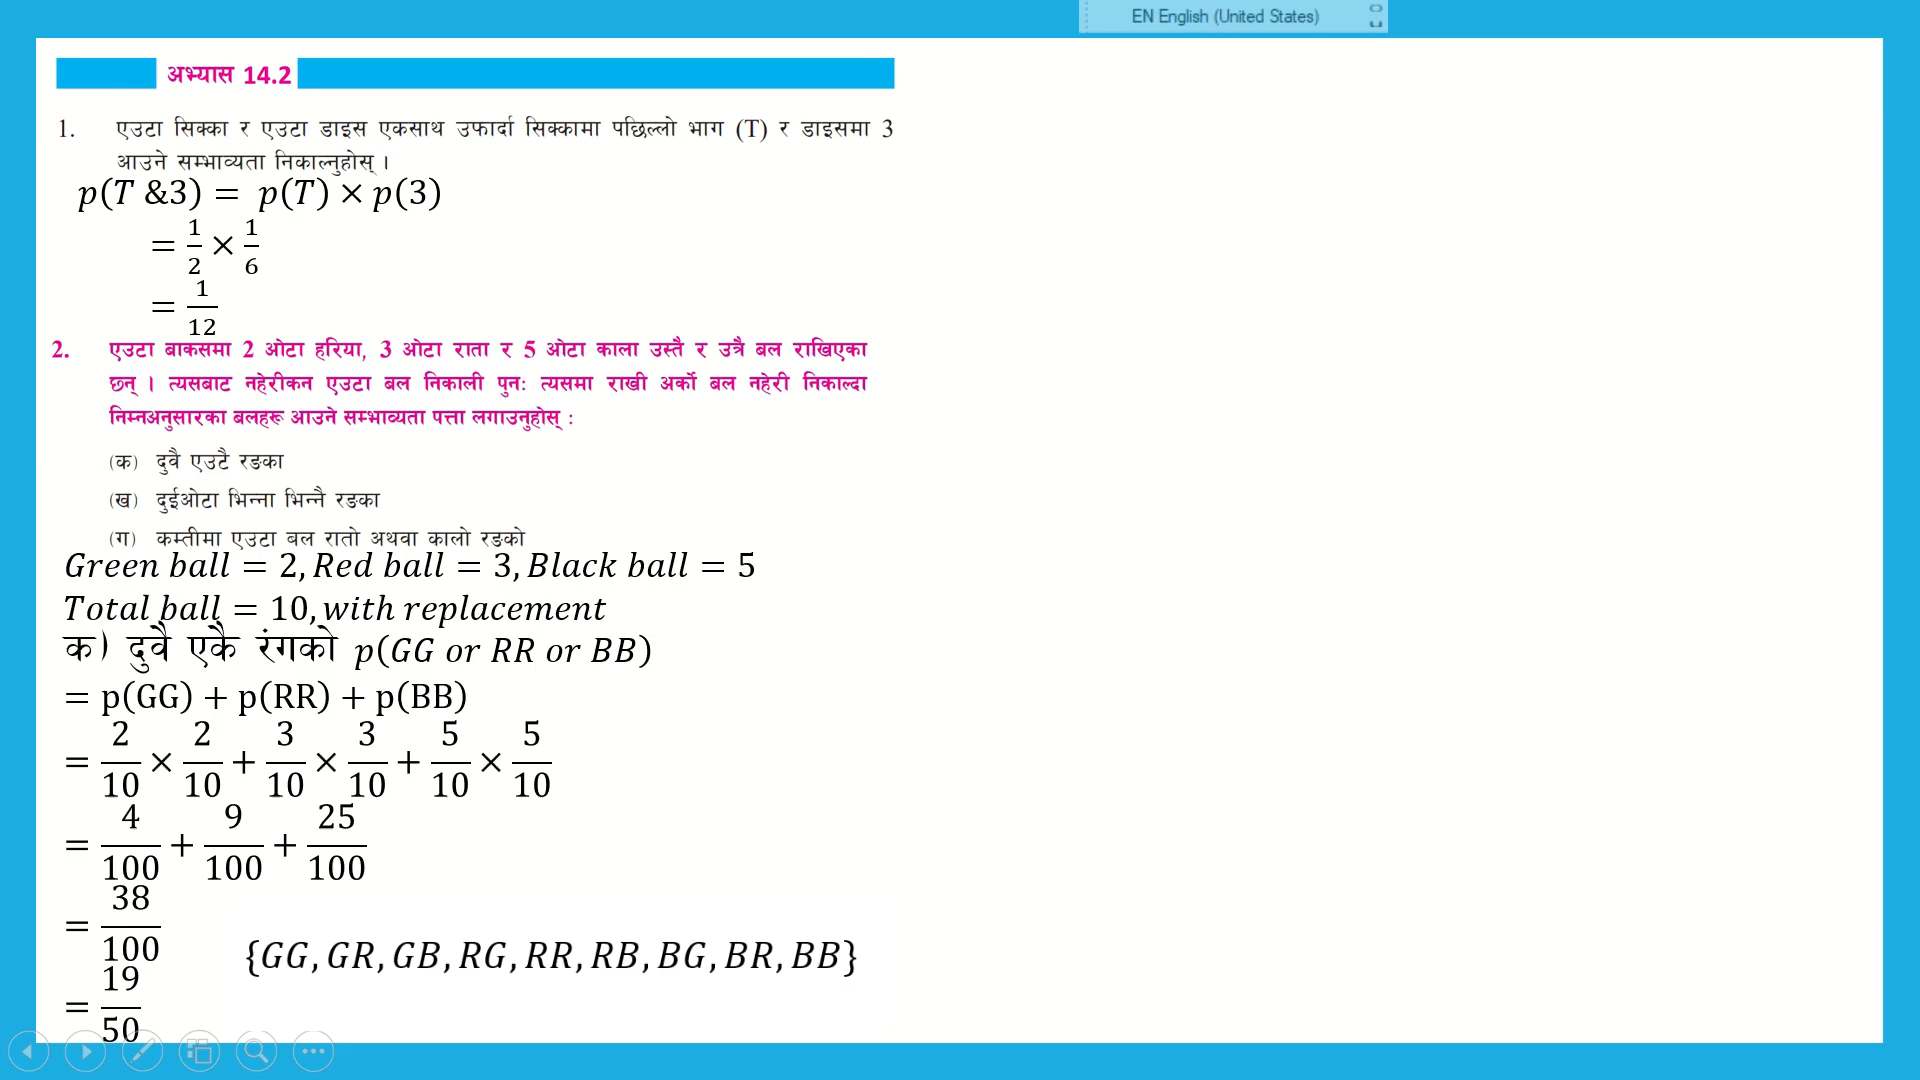 EN English (United States)
अभ्यास 14.2
1. एउटा सिक्का र एउटा डाइस एकसाथ उफार्दा सिक्कामा पछिल्लो भाग (T) र डाइसमा 3
आउने सम्भाव्यता निकाल्नुहोस् ।
p(T &3) = p(T) × p(3)
= 1/2 × 1/6
= 1/12
2. एउटा बाकसमा 2 ओटा हरिया, 3 ओटा राता र 5 ओटा काला उस्तै र उत्रै बल राखिएका
छन् । त्यसबाट नहेरीकन एउटा बल निकाली पुनः त्यसमा राखी अर्को बल नहेरी निकाल्दा
निम्नअनुसारका बलहरू आउने सम्भाव्यता पत्ता लगाउनुहोस् :
(क) दुवै एउटै रङका
(ख) दुईओटा भिन्ना भिन्नै रङका
(ग) कम्तीमा एउटा बल रातो अथवा कालो रङको
Green ball = 2, Red ball = 3, Black ball = 5
Total ball = 10, with replacement
क) दुवै एकै रंगको p(GG or RR or BB)
= p(GG) + p(RR) + p(BB)
= 2/10 × 2/10 + 3/10 × 3/10 + 5/10 × 5/10
= 4/100 + 9/100 + 25/100
= 38/100
{GG, GR, GB, RG, RR, RB, BG, BR, BB}
= 19/50